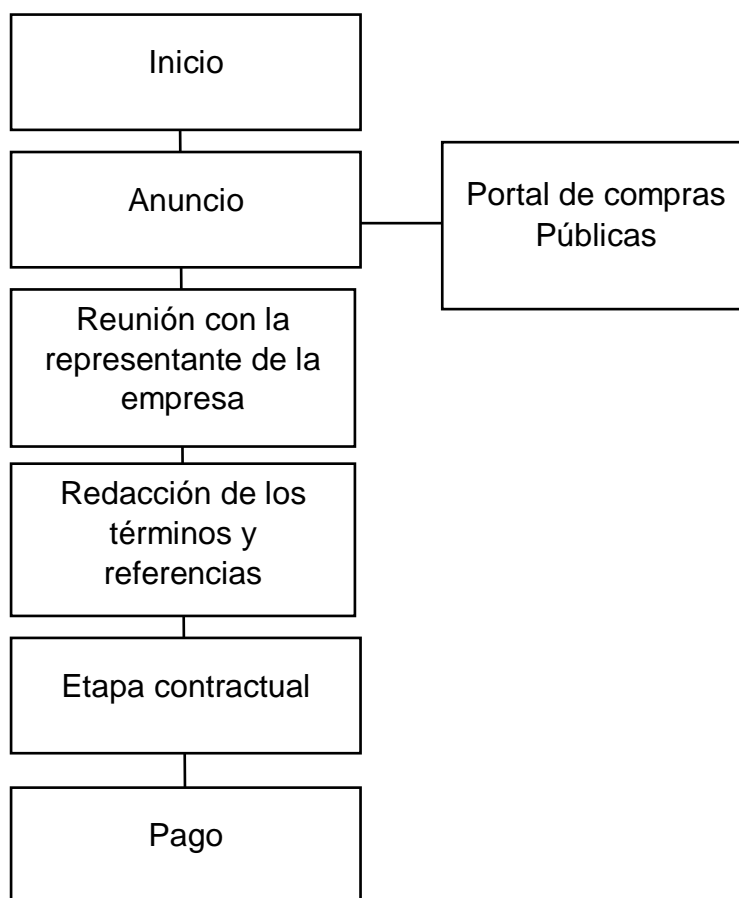 Inicio
Anuncio
Portal de compras
Públicas
Reunión con la
representante de la
empresa
Redacción de los
términos y
referencias
Etapa contractual
Pago